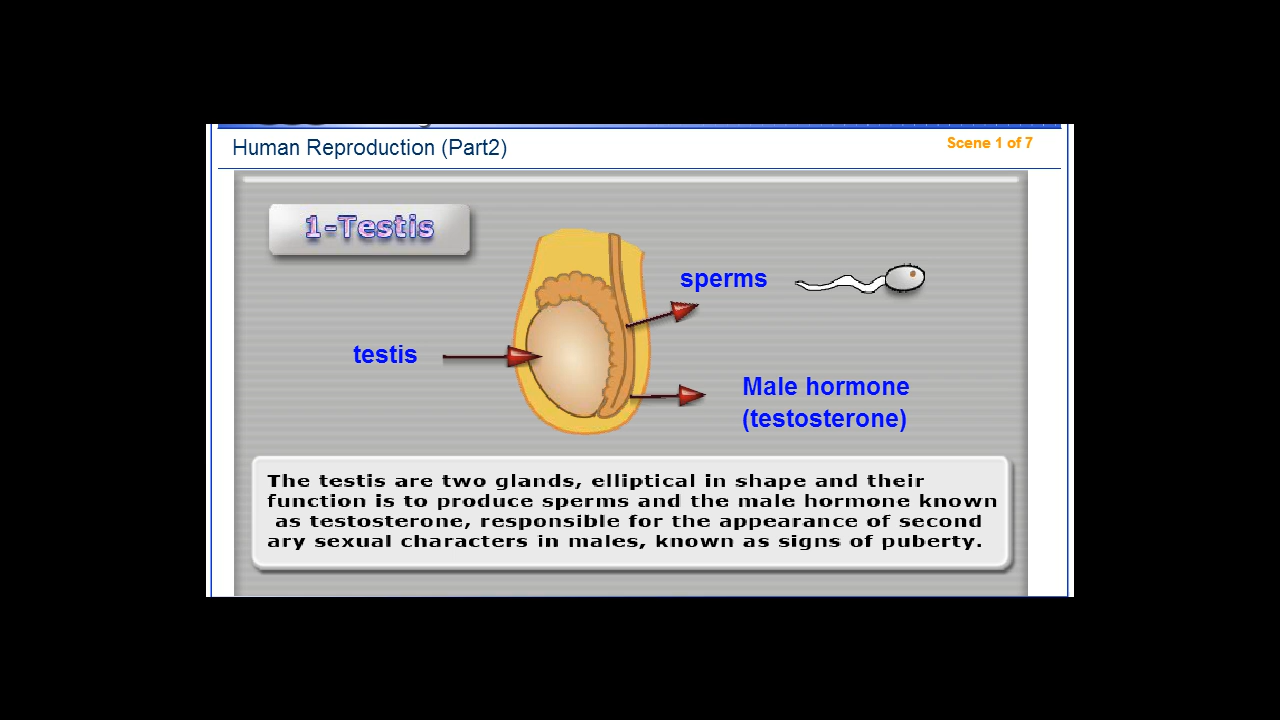 Human Reproduction (Part2)
Scene 1 of 7
1-Testis
sperms
testis
Male hormone
(testosterone)
The testis are two glands, elliptical in shape and their
function is to produce sperms and the male hormone known
as testosterone, responsible for the appearance of second
ary sexual characters in males, known as signs of puberty.